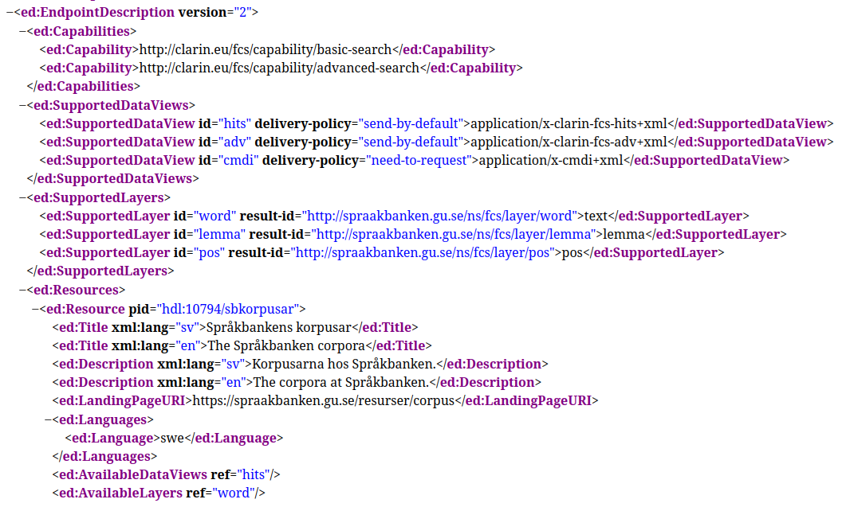 −<ed:EndpointDescription version="2">
−<ed:Capabilities>
<ed:Capability>http://clarin.eu/fcs/capability/basic-search</ed:Capability>
<ed:Capability>http://clarin.eu/fcs/capability/advanced-search</ed:Capability>
</ed:Capabilities>
−<ed:SupportedDataViews>
<ed:SupportedDataView id="hits" delivery-policy="send-by-default">application/x-clarin-fcs-hits+xml</ed:SupportedDataView>
<ed:SupportedDataView id="adv" delivery-policy="send-by-default">application/x-clarin-fcs-adv+xml</ed:SupportedDataView>
<ed:SupportedDataView id="cmdi" delivery-policy="need-to-request">application/x-cmdi+xml</ed:SupportedDataView>
</ed:SupportedDataViews>
−<ed:SupportedLayers>
<ed:SupportedLayer id="word" result-id="http://spraakbanken.gu.se/ns/fcs/layer/word">text</ed:SupportedLayer>
<ed:SupportedLayer id="lemma" result-id="http://spraakbanken.gu.se/ns/fcs/layer/lemma">lemma</ed:SupportedLayer>
<ed:SupportedLayer id="pos" result-id="http://spraakbanken.gu.se/ns/fcs/layer/pos">pos</ed:SupportedLayer>
</ed:SupportedLayers>
−<ed:Resources>
−<ed:Resource pid="hdl:10794/sbkorpusar">
<ed:Title xml:lang="sv">Språkbankens korpusar</ed:Title>
<ed:Title xml:lang="en">The Språkbanken corpora</ed:Title>
<ed:Description xml:lang="sv">Korpusarna hos Språkbanken.</ed:Description>
<ed:Description xml:lang="en">The corpora at Språkbanken.</ed:Description>
<ed:LandingPageURI>https://spraakbanken.gu.se/resurser/corpus</ed:LandingPageURI>
−<ed:Languages>
<ed:Language>swe</ed:Language>
</ed:Languages>
<ed:AvailableDataViews ref="hits"/>
<ed:AvailableLayers ref="word"/>